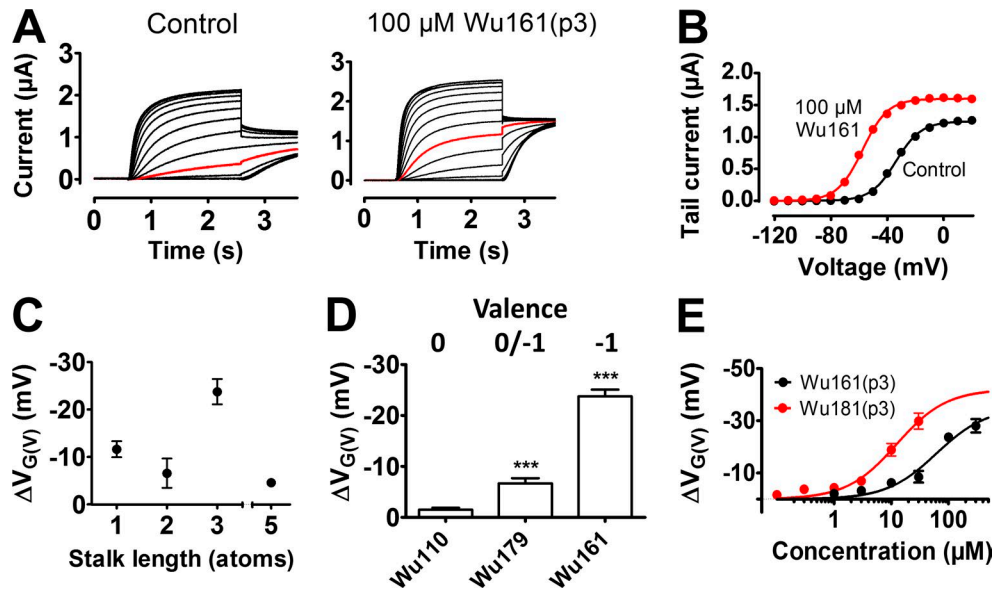 A
Control
100 µM Wu161(p3)
Current (µA)
3
2
1
0
0 1 2 3
Time (s)
3
2
1
0
0 1 2 3
Time (s)
B
Tail current (µA)
2.0
1.5
1.0
0.5
0.0
100 µM
Wu161
Control
-120 -80 -40 0
Voltage (mV)
C
ΔVG(V) (mV)
-30
-20
-10
0
1 2 3 5
Stalk length (atoms)
D
Valence
0 0/-1 -1
ΔVG(V) (mV)
-30
-20
-10
0
***
***
Wu110 Wu179 Wu161
E
ΔVG(V) (mV)
-50
-30
-10
Wu161(p3)
Wu181(p3)
1 10 100
Concentration (µM)